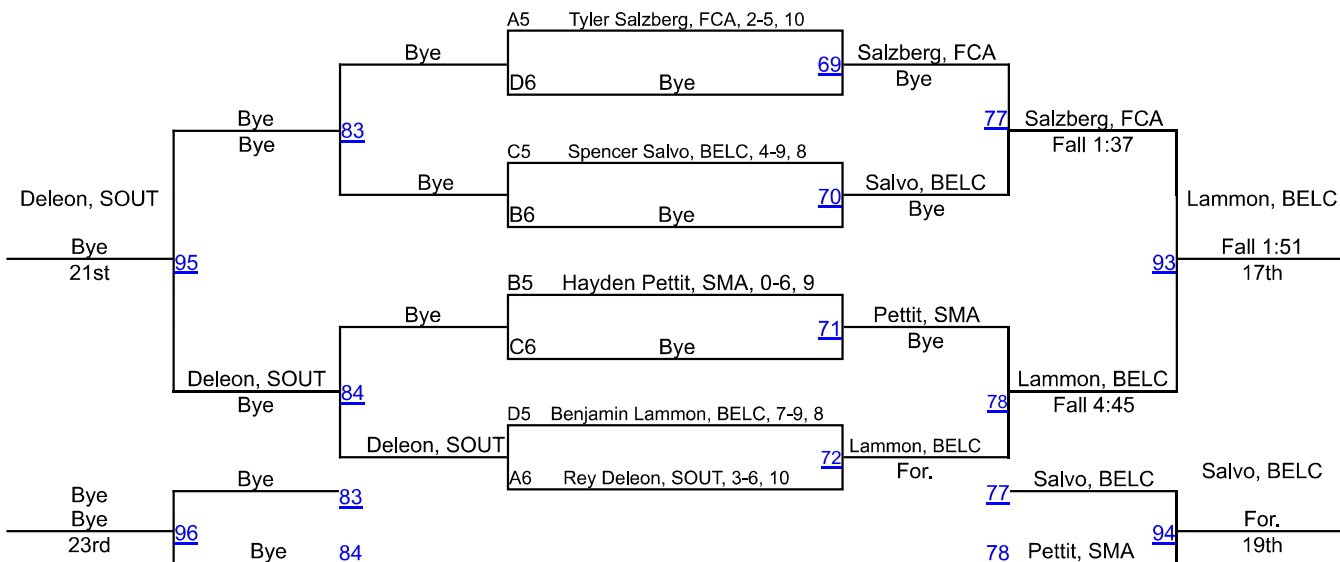 A5 Tyler Salzberg, FCA, 2-5, 10
Bye 69 Salzberg, FCA
D6 Bye Bye
Bye 83 77 Salzberg, FCA
Bye Fall 1:37
C5 Spencer Salvo, BELC, 4-9, 8
Bye 70 Salvo, BELC
Deleon, SOUT Lammon, BELC
B6 Bye Bye
Bye Fall 1:51
21st 95 93 17th
B5 Hayden Pettit, SMA, 0-6, 9
Bye 71 Pettit, SMA
C6 Bye Bye
Deleon, SOUT 84 78 Lammon, BELC
Bye Fall 4:45
D5 Benjamin Lammon, BELC, 7-9, 8
Deleon, SOUT 72 Lammon, BELC
A6 Rey Deleon, SOUT, 3-6, 10 For.
Bye 83 77 Salvo, BELC Salvo, BELC
Bye
Bye 96 94 For.
23rd 19th
Bye 84 78 Pettit, SMA